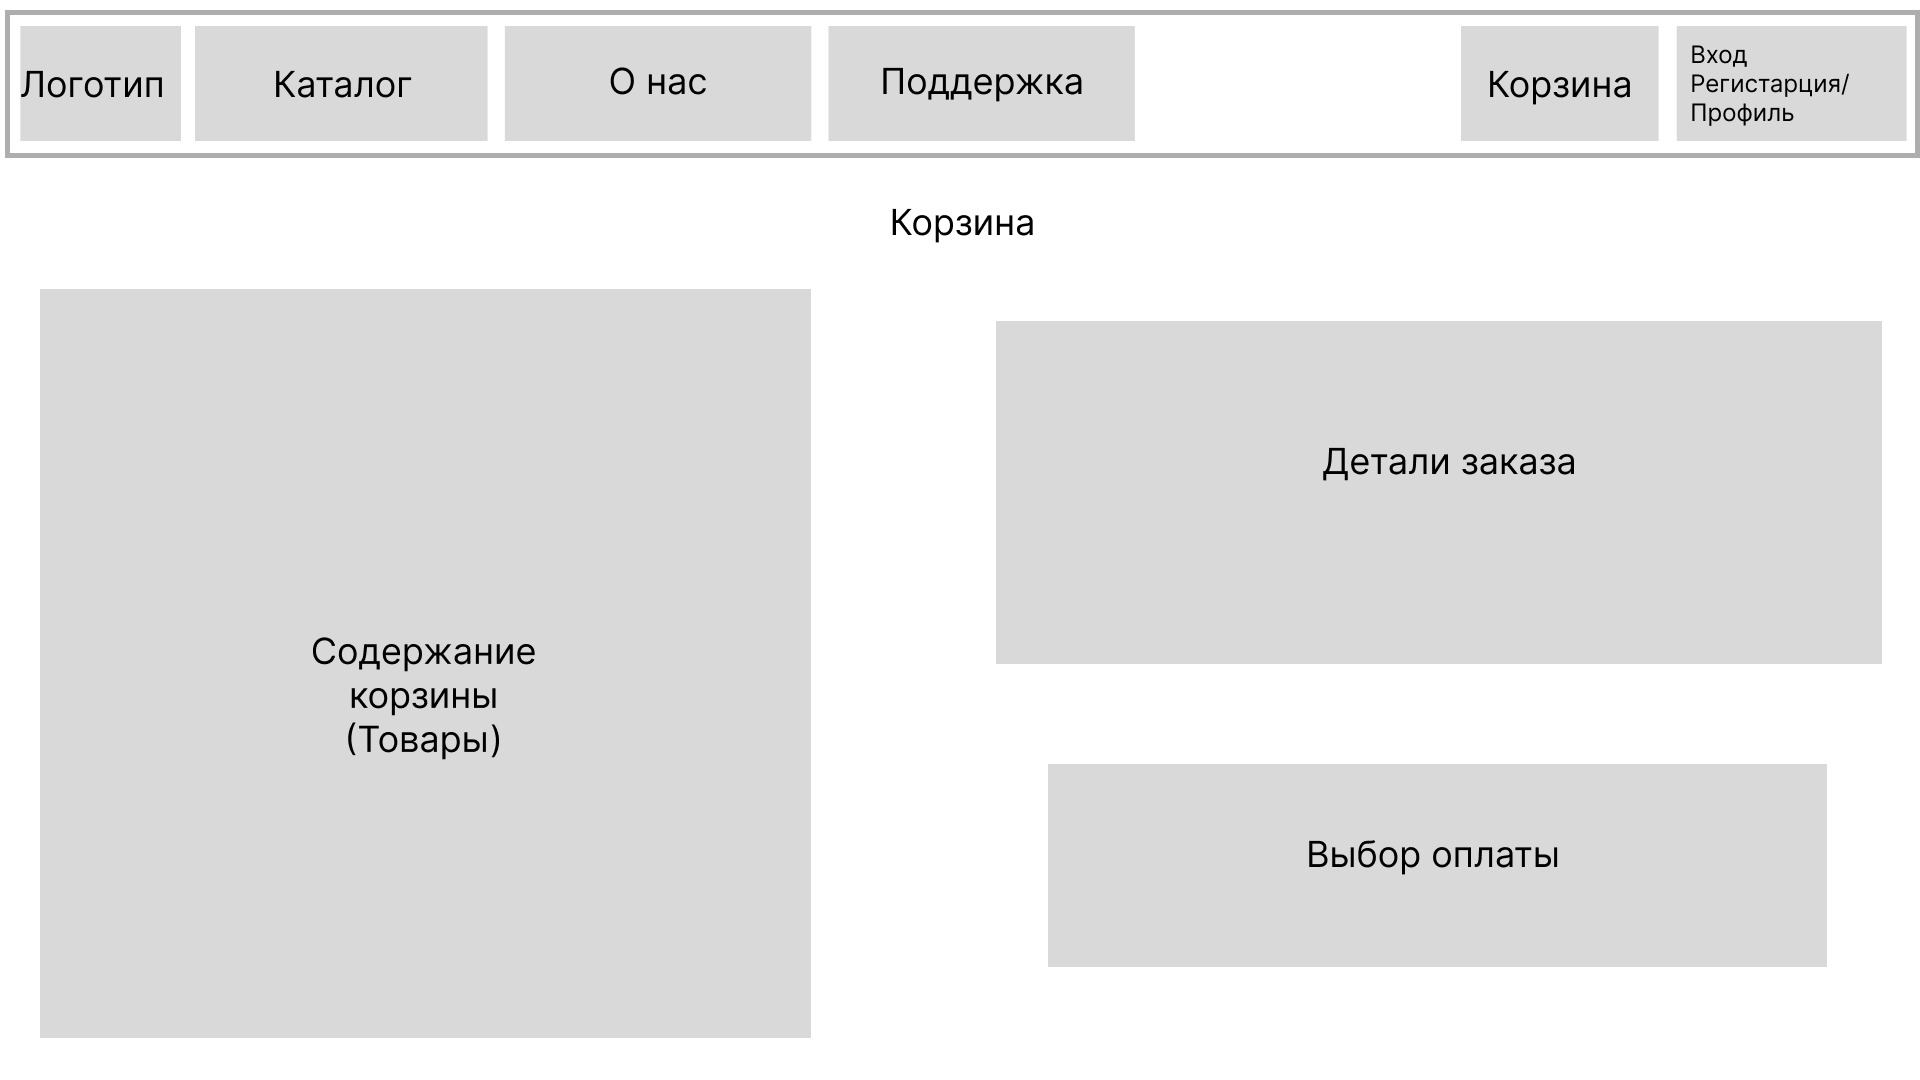 Логотип
Каталог
О нас
Поддержка
Корзина
Вход
Регистарция/
Профиль
Корзина
Содержание
корзины
(Товары)
Детали заказа
Выбор оплаты